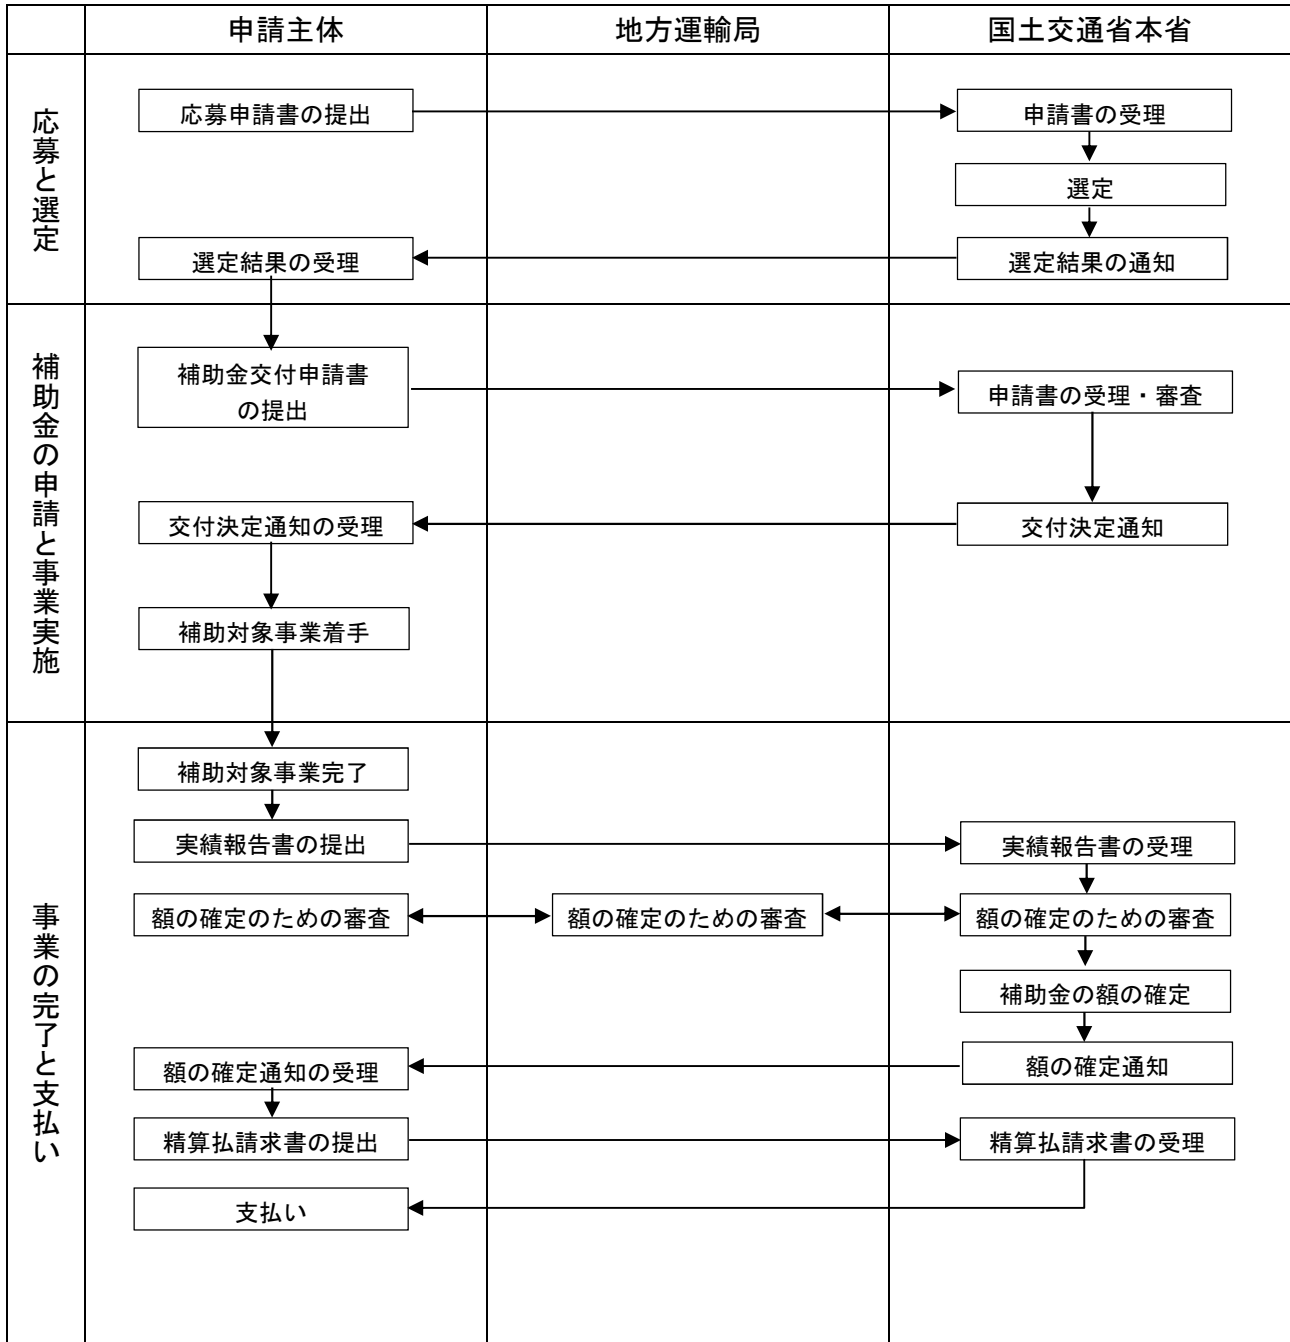 申請主体
地方運輸局
国土交通省本省
応募と選定
応募申請書の提出
申請書の受理
選定
選定結果の受理
選定結果の通知
補助金の申請と事業実施
補助金交付申請書
の提出
申請書の受理・審査
交付決定通知の受理
交付決定通知
補助対象事業着手
事業の完了と支払い
補助対象事業完了
実績報告書の提出
実績報告書の受理
額の確定のための審査
額の確定のための審査
額の確定のための審査
補助金の額の確定
額の確定通知の受理
額の確定通知
精算払請求書の提出
精算払請求書の受理
支払い